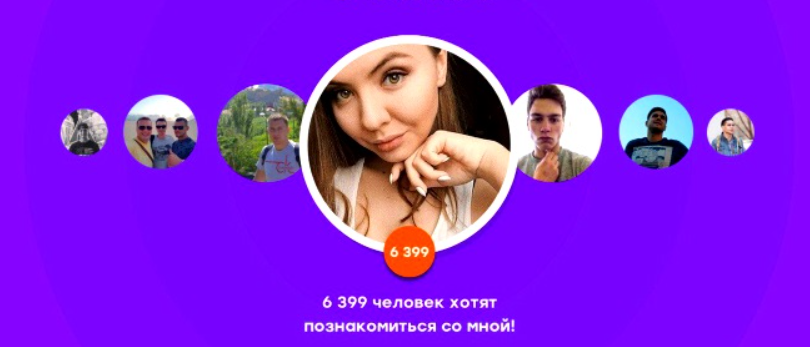 6 399
6 399 человек хотят
познакомиться со мной!